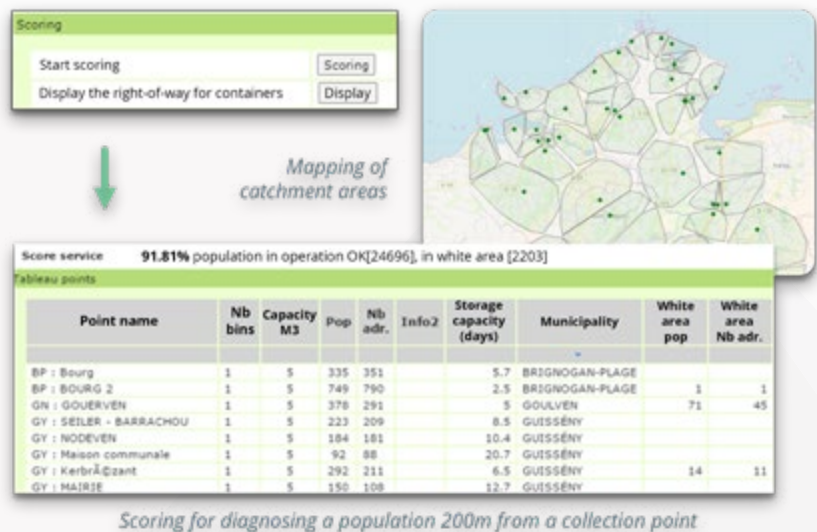 Scoring
Start scoring Scoring
Display the right-of-way for containers Display
Mapping of
catchment areas
Score service 91.81% population in operation OK[24696], in white area [2203]
Tableau points
Point name Nb bins Capacity M3 Pop Nb adr. Info2 Storage capacity (days) Municipality White area pop White area Nb adr.
BP : Bourg 1 5 335 351 5.7 BRIGNOGAN-PLAGE
BP : BOURG 2 1 5 749 790 2.5 BRIGNOGAN-PLAGE 1 1
GN : GOUERVEN 1 5 378 291 5 GOULVEN 71 45
GY : SEILER - BARRACHOU 1 5 223 209 8.5 GUISSÉNY
GY : NODEVEN 1 5 184 181 10.4 GUISSÉNY
GY : Maison communale 1 5 92 88 20.7 GUISSÉNY
GY : KerbrÃ©zant 1 5 292 211 6.5 GUISSÉNY 14 11
GY : MAIRIE 1 5 150 108 12.7 GUISSÉNY
Scoring for diagnosing a population 200m from a collection point